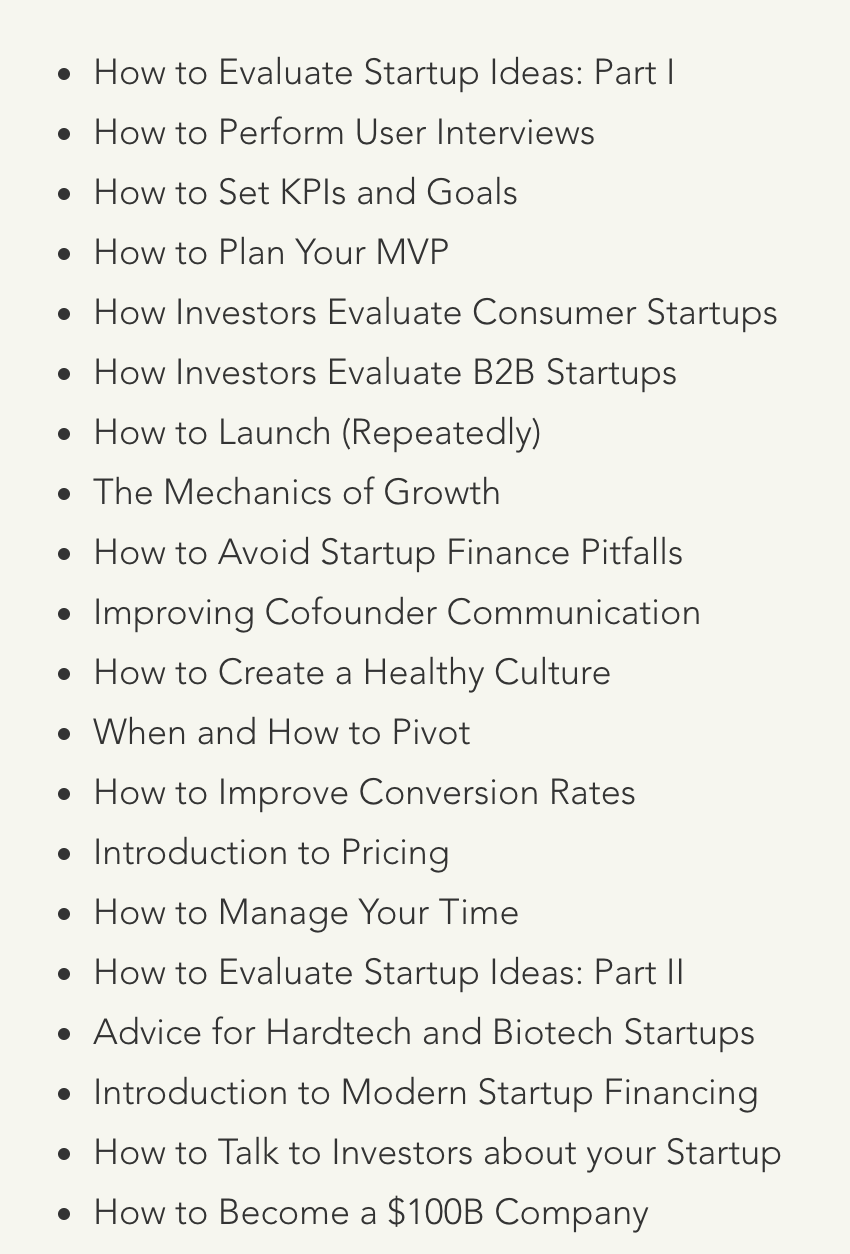 • How to Evaluate Startup Ideas: Part I
• How to Perform User Interviews
• How to Set KPIs and Goals
• How to Plan Your MVP
• How Investors Evaluate Consumer Startups
• How Investors Evaluate B2B Startups
• How to Launch (Repeatedly)
• The Mechanics of Growth
• How to Avoid Startup Finance Pitfalls
• Improving Cofounder Communication
• How to Create a Healthy Culture
• When and How to Pivot
• How to Improve Conversion Rates
• Introduction to Pricing
• How to Manage Your Time
• How to Evaluate Startup Ideas: Part II
• Advice for Hardtech and Biotech Startups
• Introduction to Modern Startup Financing
• How to Talk to Investors about your Startup
• How to Become a $100B Company